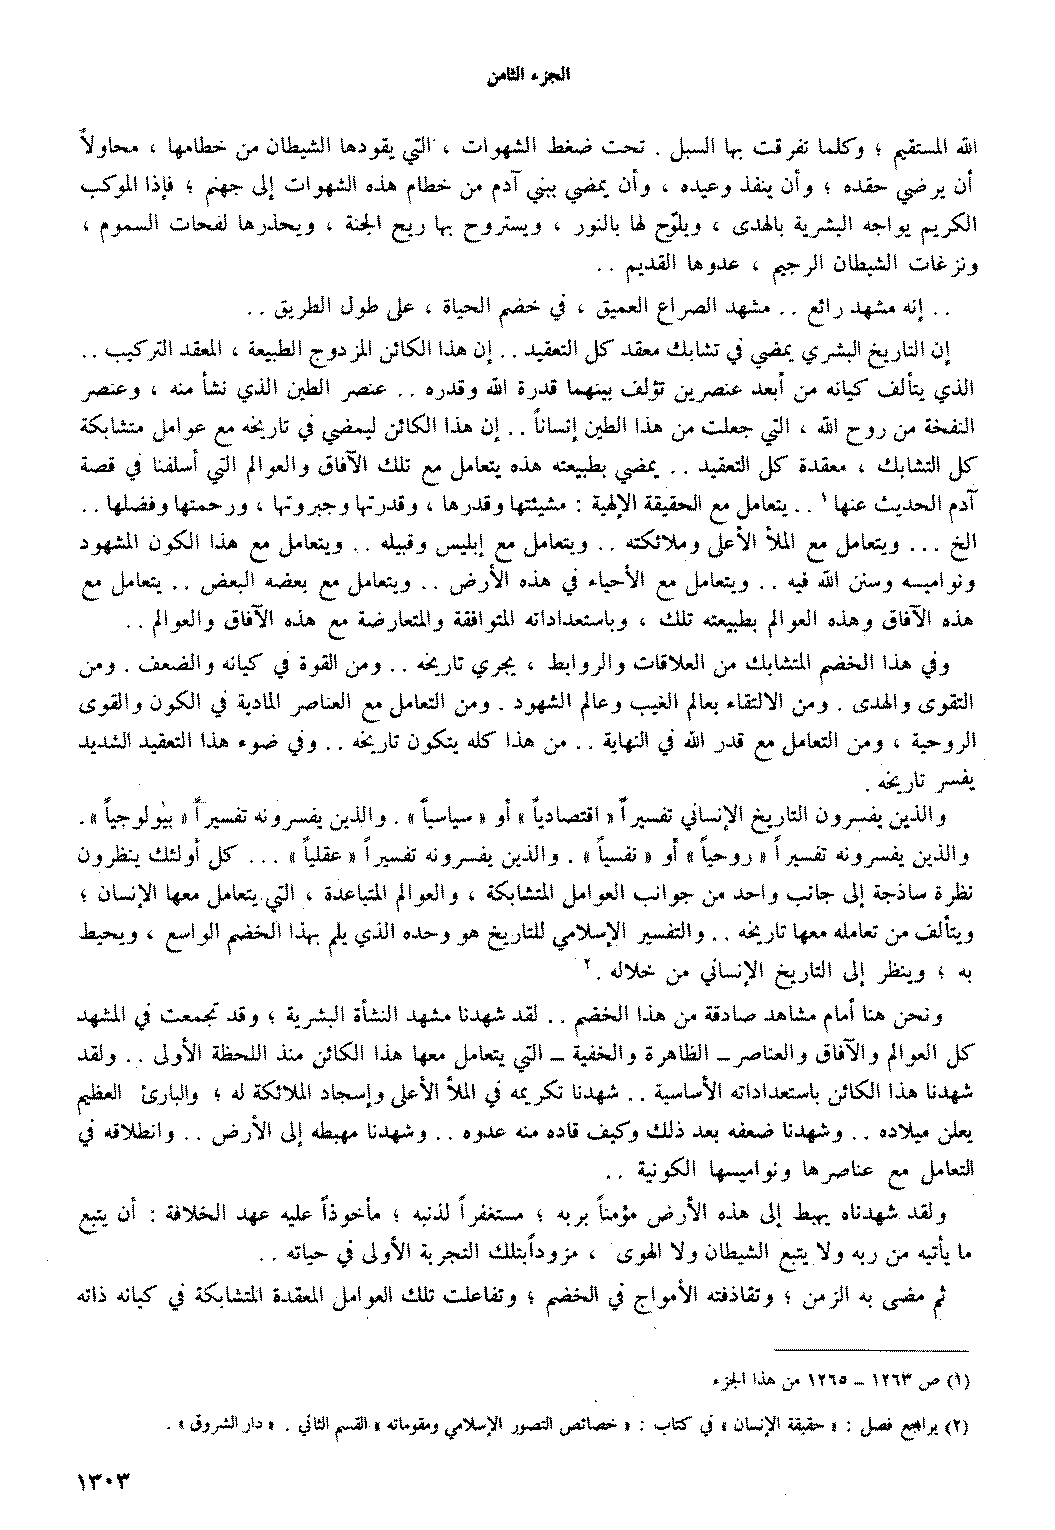 الجزء الثامن
الله المستقيم ؛ وكلما تفرقت بها السبل . تحت ضغط الشهوات ، التي يقودها الشيطان من خطامها ، محاولاً
أن يرضي حقده ؛ وأن ينفذ وعيده ، وأن يمضي ببني آدم من خطام هذه الشهوات إلى جهنم ؛ فإذا الموكب
الكريم يواجه البشرية بالهدى ، ويلوّح لها بالنور ، ويستروح بها ريح الجنة ، ويحذرها لفحات السموم ،
ونزغات الشيطان الرجيم ، عدوها القديم ..
.. إنه مشهد رائع .. مشهد الصراع العميق ، في خضم الحياة ، على طول الطريق ..
إن التاريخ البشري يمضي في تشابك معقد كل التعقيد .. إن هذا الكائن المزدوج الطبيعة ، المعقد التركيب ..
الذي يتألف كيانه من أبعد عنصرين تؤلف بينهما قدرة الله وقدره .. عنصر الطين الذي نشأ منه ، وعنصر
النفخة من روح الله ، التي جعلت من هذا الطين إنساناً .. إن هذا الكائن ليمضي في تاريخه مع عوامل متشابكة
كل التشابك ، معقدة كل التعقيد .. يمضي بطبيعته هذه يتعامل مع تلك الآفاق والعوالم التي أسلفنا في قصة
آدم الحديث عنها ١ .. يتعامل مع الحقيقة الإلهية : مشيئتها وقدرها ، وقدرتها وجبروتها ، ورحمتها وفضلها ..
الخ ... ويتعامل مع الملأ الأعلى وملائكته .. ويتعامل مع إبليس وقبيله .. ويتعامل مع هذا الكون المشهود
ونواميسه وسنن الله فيه .. ويتعامل مع الأحياء في هذه الأرض .. ويتعامل مع بعضه البعض .. يتعامل مع
هذه الآفاق وهذه العوالم بطبيعته تلك ، وباستعداداته المتوافقة والمتعارضة مع هذه الآفاق والعوالم ..
وفي هذا الخضم المتشابك من العلاقات والروابط ، يجري تاريخه .. ومن القوة في كيانه والضعف . ومن
التقوى والهدى . ومن الالتقاء بعالم الغيب وعالم الشهود . ومن التعامل مع العناصر المادية في الكون والقوى
الروحية ، ومن التعامل مع قدر الله في النهاية .. من هذا كله يتكون تاريخه .. وفي ضوء هذا التعقيد الشديد
يفسر تاريخه .
والذين يفسرون التاريخ الإنساني تفسيراً « اقتصادياً » أو « سياسياً » . والذين يفسرونه تفسيراً « بيولوجياً » .
والذين يفسرونه تفسيراً « روحياً » أو « نفسياً » . والذين يفسرونه تفسيراً « عقلياً » ... كل أولئك ينظرون
نظرة ساذجة إلى جانب واحد من جوانب العوامل المتشابكة ، والعوالم المتباعدة ، التي يتعامل معها الإنسان ؛
ويتألف من تعامله معها تاريخه .. والتفسير الإسلامي للتاريخ هو وحده الذي يلم بهذا الخضم الواسع ، ويحيط
به ؛ وينظر إلى التاريخ الإنساني من خلاله . ٢
ونحن هنا أمام مشاهد صادقة من هذا الخضم .. لقد شهدنا مشهد النشأة البشرية ؛ وقد تجمعت في المشهد
كل العوالم والآفاق والعناصر – الظاهرة والخفية – التي يتعامل معها هذا الكائن منذ اللحظة الأولى .. ولقد
شهدنا هذا الكائن باستعداداته الأساسية .. شهدنا تكريمه في الملأ الأعلى وإسجاد الملائكة له ؛ والبارئ العظيم
يعلن ميلاده .. وشهدنا ضعفه بعد ذلك وكيف قاده منه عدوه .. وشهدنا مهبطه إلى الأرض .. وانطلاقه في
التعامل مع عناصرها ونواميسها الكونية ..
ولقد شهدناه يهبط إلى هذه الأرض مؤمناً بربه ؛ مستغفراً لذنبه ؛ مأخوذاً عليه عهد الخلافة : أن يتبع
ما يأتيه من ربه ولا يتبع الشيطان ولا الهوى ، مزوداً بتلك التجربة الأولى في حياته ..
ثم مضى به الزمن ؛ وتقاذفته الأمواج في الخضم ؛ وتفاعلت تلك العوامل المعقدة المتشابكة في كيانه ذاته
(١) ص ١٢٦٣ – ١٢٦٥ من هذا الجزء
(٢) يراجع فصل : « حقيقة الإنسان » في كتاب : « خصائص التصور الإسلامي ومقوماته » القسم الثاني . « دار الشروق » .
١٣٠٣